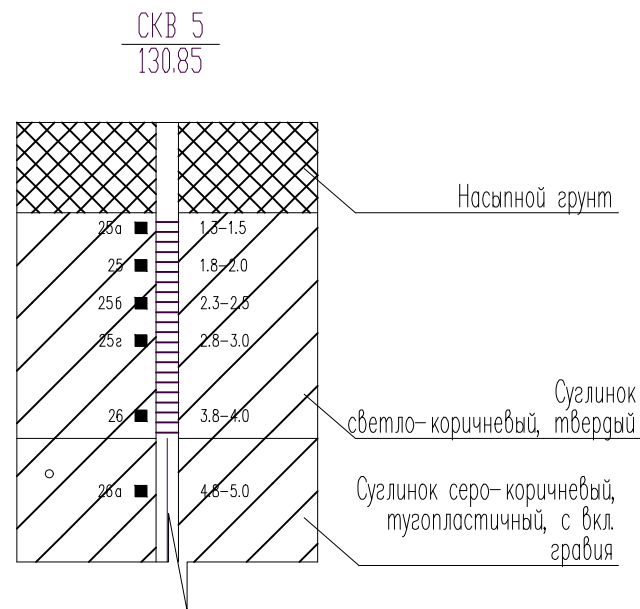 СКВ 5
130.85
Насыпной грунт
25а 1.3-1.5
25 1.8-2.0
25б 2.3-2.5
25г 2.8-3.0
26 3.8-4.0
Суглинок
светло-коричневый, твердый
26а 4.8-5.0
Суглинок серо-коричневый,
тугопластичный, с вкл.
гравия